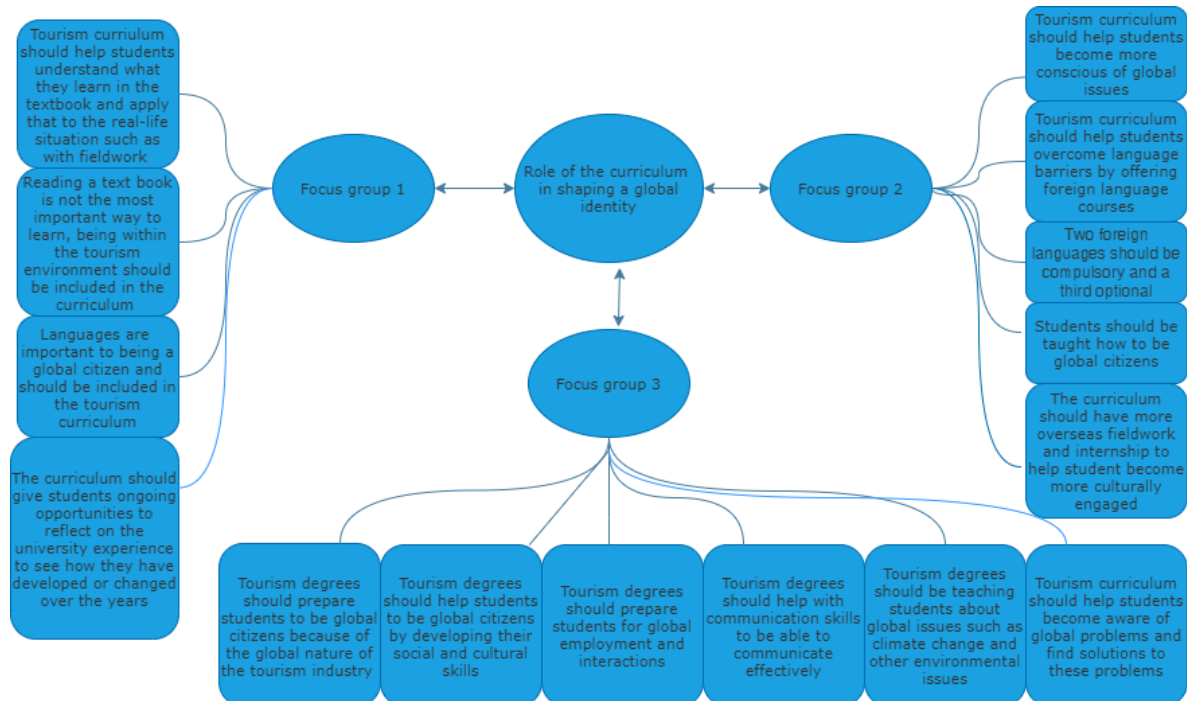 Tourism curriulum
should help students
understand what
they learn in the
textbook and apply
that to the real-life
situation such as
with fieldwork
Reading a text book
is not the most
important way to
learn, being within
the tourism
environment should
be included in the
curriculum
Languages are
important to being a
global citizen and
should be included in
the tourism
curriculum
The curriculum should
give students ongoing
opportunities to
reflect on the
university experience
to see how they have
developed or changed
over the years
Focus group 1
Role of the curriculum
in shaping a global
identity
Focus group 2
Tourism curriculum
should help students
become more
conscious of global
issues
Tourism curriculum
should help students
overcome language
barriers by offering
foreign language
courses
Two foreign
languages should be
compulsory and a
third optional
Students should be
taught how to be
global citizens
The curriculum
should have more
overseas fieldwork
and internship to
help student become
more culturally
engaged
Focus group 3
Tourism degrees
should prepare
students to be global
citizens because of
the global nature of
the tourism industry
Tourism degrees
should help students
to be global citizens
by developing their
social and cultural
skills
Tourism degrees
should prepare
students for global
employment and
interactions
Tourism degrees
should help with
communication skills
to be able to
communicate
effectively
Tourism degrees
should be teaching
students about
global issues such as
climate change and
other environmental
issues
Tourism curriculum
should help students
become aware of
global problems and
find solutions to
these problems